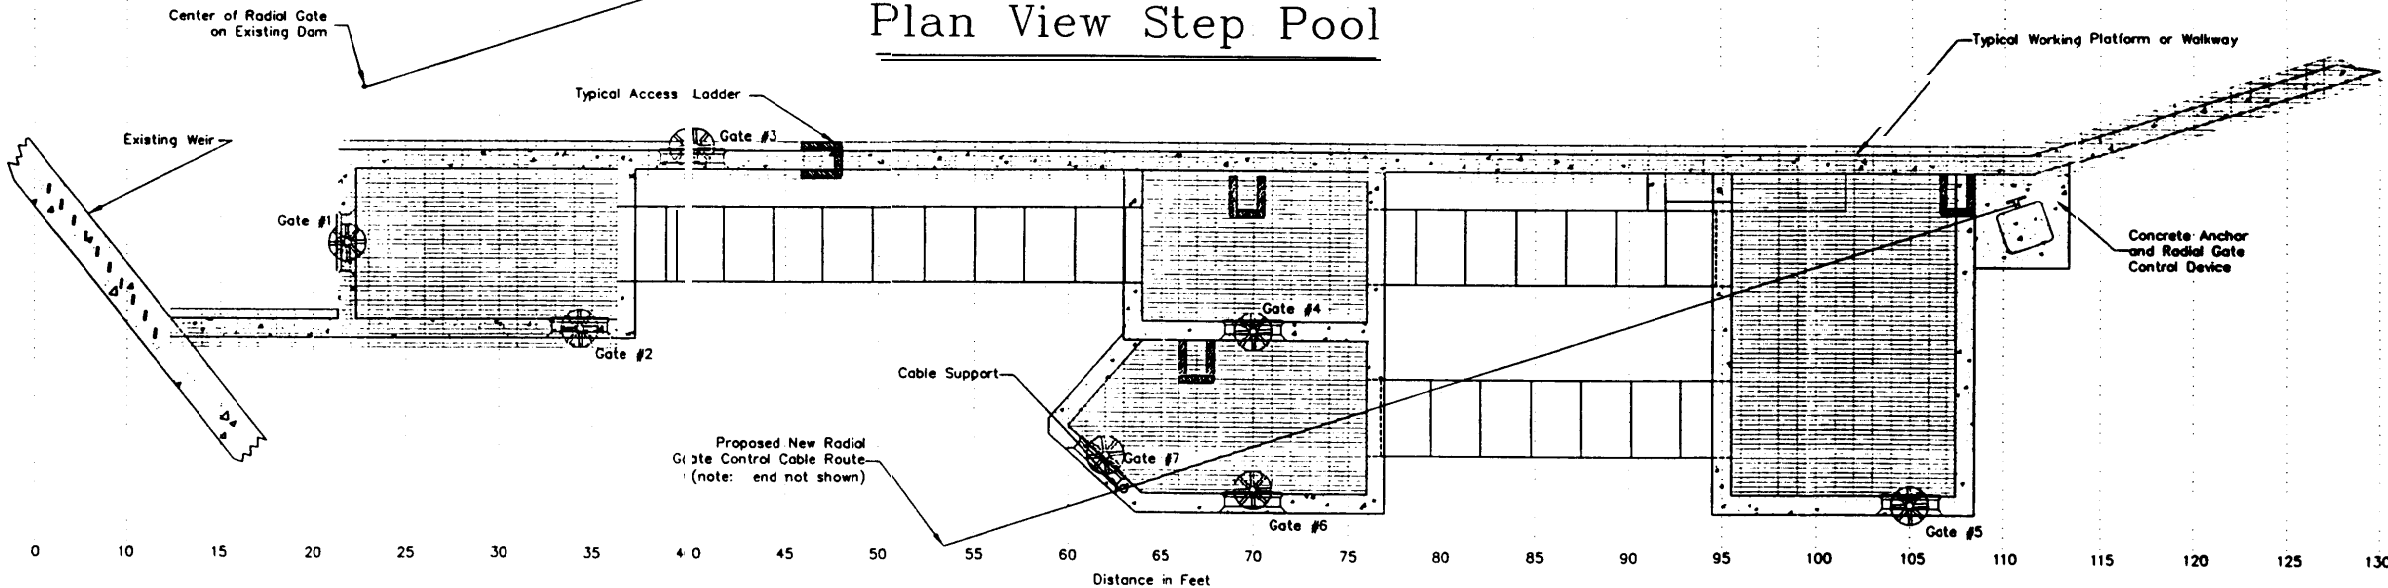 Plan View Step Pool
Center of Radial Gate
on Existing Dam
Typical Working Platform or Walkway
Typical Access Ladder
Existing Weir
Gate #3
Gate #1
Gate #2
Gate #4
Concrete Anchor
and Radial Gate
Control Device
Cable Support
Proposed New Radial
Gate Control Cable Route
(note: end not shown)
Gate #7
Gate #6
Gate #5
0 10 15 20 25 30 35 40 45 50 55 60 65 70 75 80 85 90 95 100 105 110 115 120 125 130
Distance in Feet